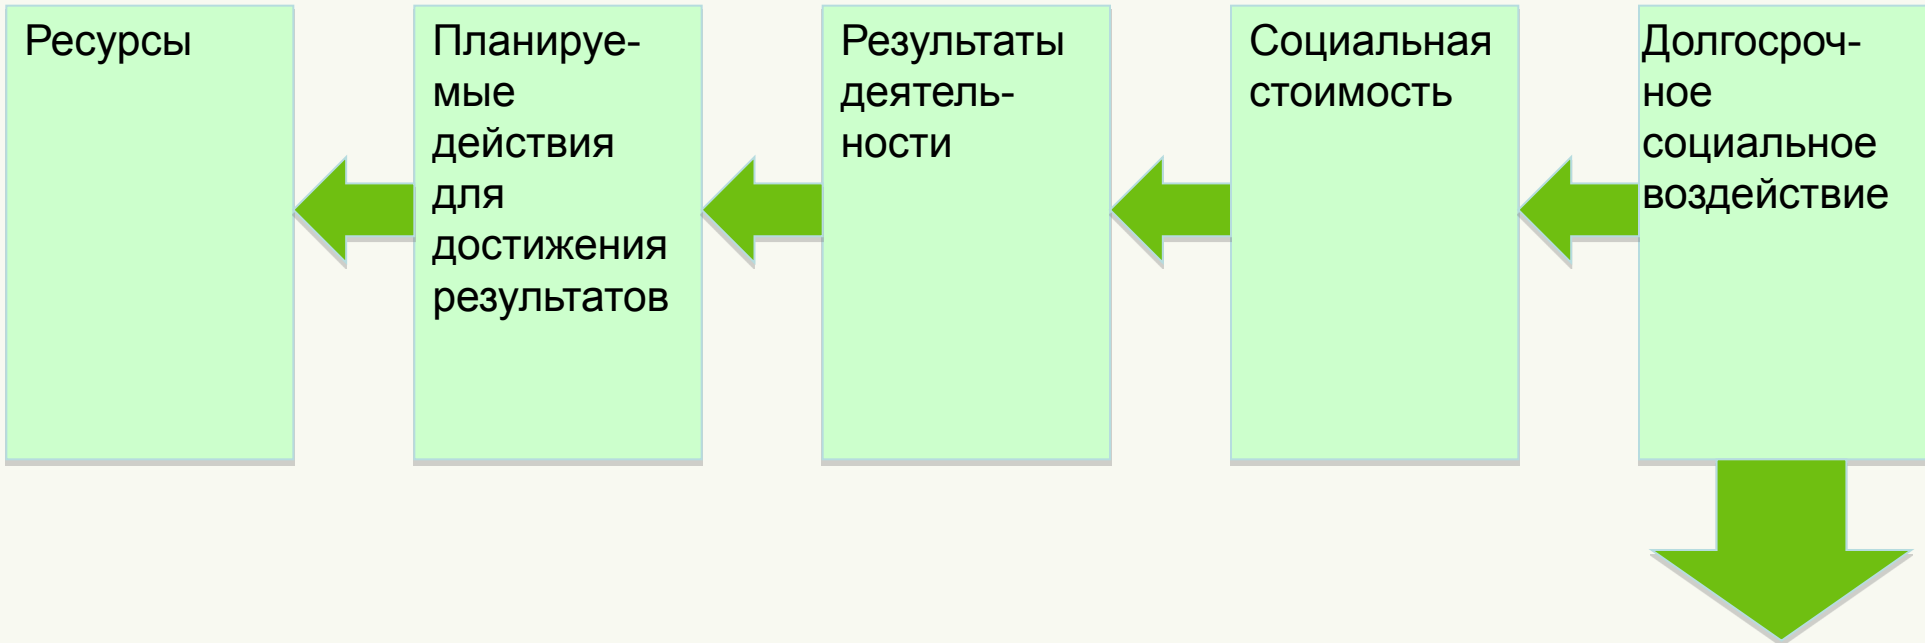 Ресурсы
Планируе-
мые
действия
для
достижения
результатов
Результаты
деятель-
ности
Социальная
стоимость
Долгосроч-
ное
социальное
воздействие